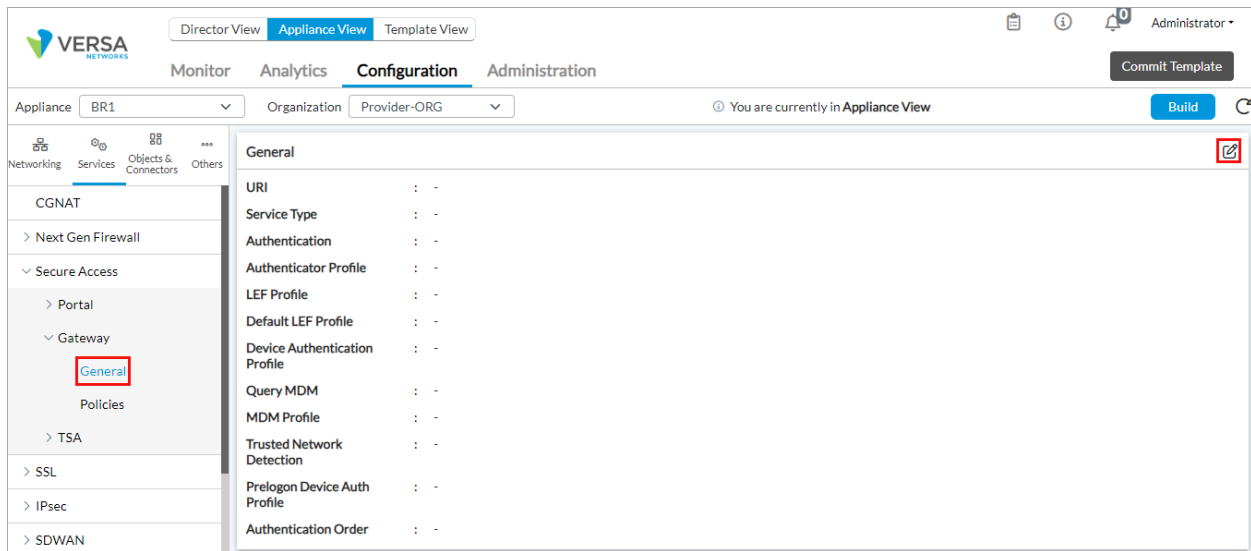 VERSA
NETWORKS
Director View Appliance View Template View
0
Administrator
Monitor Analytics Configuration Administration
Commit Template
Appliance BR1
Organization Provider-ORG
You are currently in Appliance View
Build
Networking
Services
Objects &
Connectors
Others
CGNAT
Next Gen Firewall
Secure Access
Portal
Gateway
General
Policies
TSA
SSL
IPsec
SDWAN
General
URI : -
Service Type : -
Authentication : -
Authenticator Profile : -
LEF Profile : -
Default LEF Profile : -
Device Authentication : -
Profile
Query MDM : -
MDM Profile : -
Trusted Network : -
Detection
Prelogon Device Auth : -
Profile
Authentication Order : -